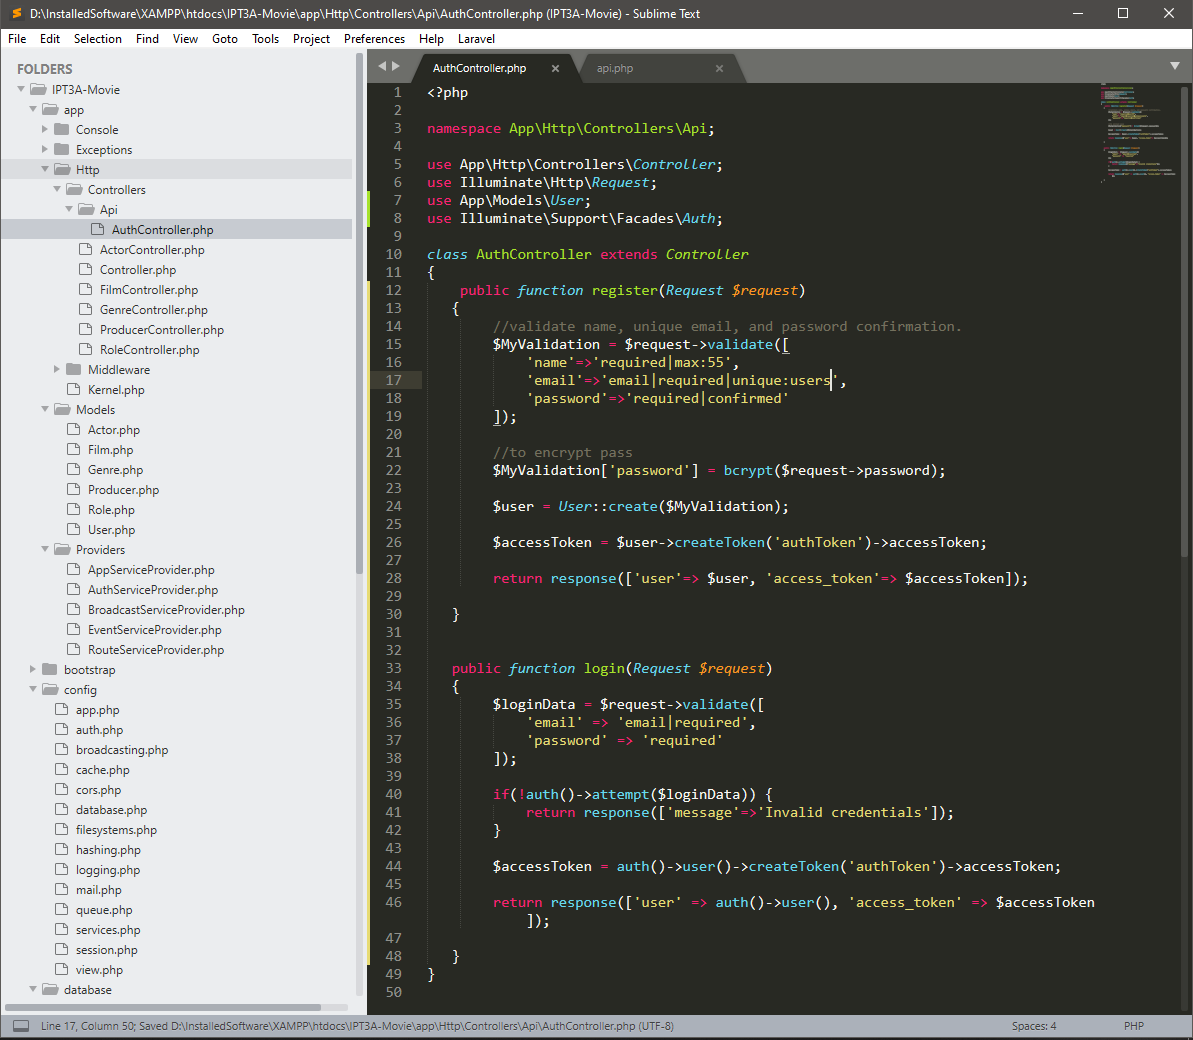 D:\InstalledSoftware\XAMPP\htdocs\IPT3A-Movie\app\Http\Controllers\Api\AuthController.php (IPT3A-Movie) - Sublime Text
File Edit Selection Find View Goto Tools Project Preferences Help Laravel
FOLDERS
IPT3A-Movie
app
Console
Exceptions
Http
Controllers
Api
AuthController.php
ActorController.php
Controller.php
FilmController.php
GenreController.php
ProducerController.php
RoleController.php
Middleware
Kernel.php
Models
Actor.php
Film.php
Genre.php
Producer.php
Role.php
User.php
Providers
AppServiceProvider.php
AuthServiceProvider.php
BroadcastServiceProvider.php
EventServiceProvider.php
RouteServiceProvider.php
bootstrap
config
app.php
auth.php
broadcasting.php
cache.php
cors.php
database.php
filesystems.php
hashing.php
logging.php
mail.php
queue.php
services.php
session.php
view.php
database
AuthController.php × api.php ×
1 <?php
2
3 namespace App\Http\Controllers\Api;
4
5 use App\Http\Controllers\Controller;
6 use Illuminate\Http\Request;
7 use App\Models\User;
8 use Illuminate\Support\Facades\Auth;
9
10 class AuthController extends Controller
11 {
12     public function register(Request $request)
13    {
14         //validate name, unique email, and password confirmation.
15         $MyValidation = $request->validate([
16             'name'=>'required|max:55',
17             'email'=>'email|required|unique:users',
18             'password'=>'required|confirmed'
19         ]);
20
21         //to encrypt pass
22         $MyValidation['password'] = bcrypt($request->password);
23
24         $user = User::create($MyValidation);
25
26         $accessToken = $user->createToken('authToken')->accessToken;
27
28         return response(['user'=> $user, 'access_token'=> $accessToken]);
29
30    }
31
32
33    public function login(Request $request)
34    {
35         $loginData = $request->validate([
36             'email' => 'email|required',
37             'password' => 'required'
38         ]);
39
40         if(!auth()->attempt($loginData)) {
41             return response(['message'=>'Invalid credentials']);
42         }
43
44         $accessToken = auth()->user()->createToken('authToken')->accessToken;
45
46         return response(['user' => auth()->user(), 'access_token' => $accessToken
]);
47
48    }
49 }
50
Line 17, Column 50; Saved D:\InstalledSoftware\XAMPP\htdocs\IPT3A-Movie\app\Http\Controllers\Api\AuthController.php (UTF-8) Spaces: 4 PHP